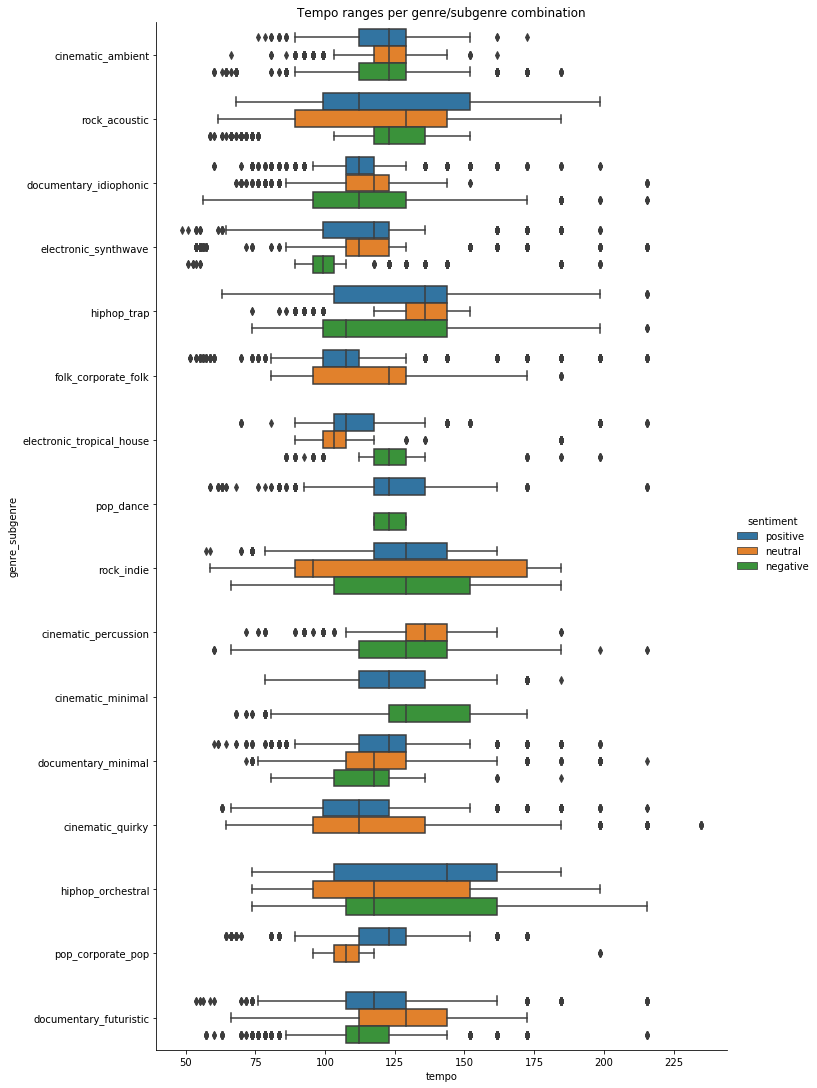 Tempo ranges per genre/subgenre combination
genre_subgenre
cinematic_ambient
rock_acoustic
documentary_idiophonic
electronic_synthwave
hiphop_trap
folk_corporate_folk
electronic_tropical_house
pop_dance
rock_indie
cinematic_percussion
cinematic_minimal
documentary_minimal
cinematic_quirky
hiphop_orchestral
pop_corporate_pop
documentary_futuristic
50 75 100 125 150 175 200 225
tempo
sentiment
positive
neutral
negative